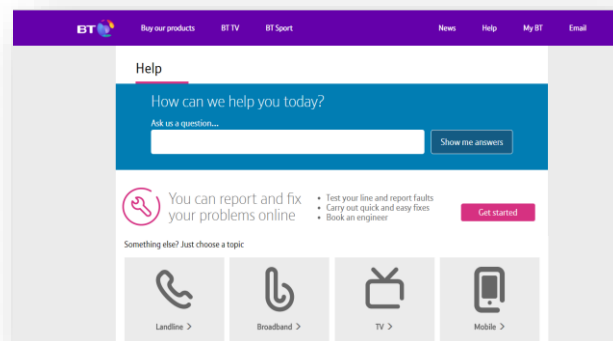 BT Buy our products BT TV BT Sport News Help My BT Email
Help
How can we help you today?
Ask us a question...
Show me answers
You can report and fix
your problems online
Test your line and report faults
Carry out quick and easy fixes
Book an engineer
Get started
Something else? Just choose a topic
Landline > Broadband > TV > Mobile >